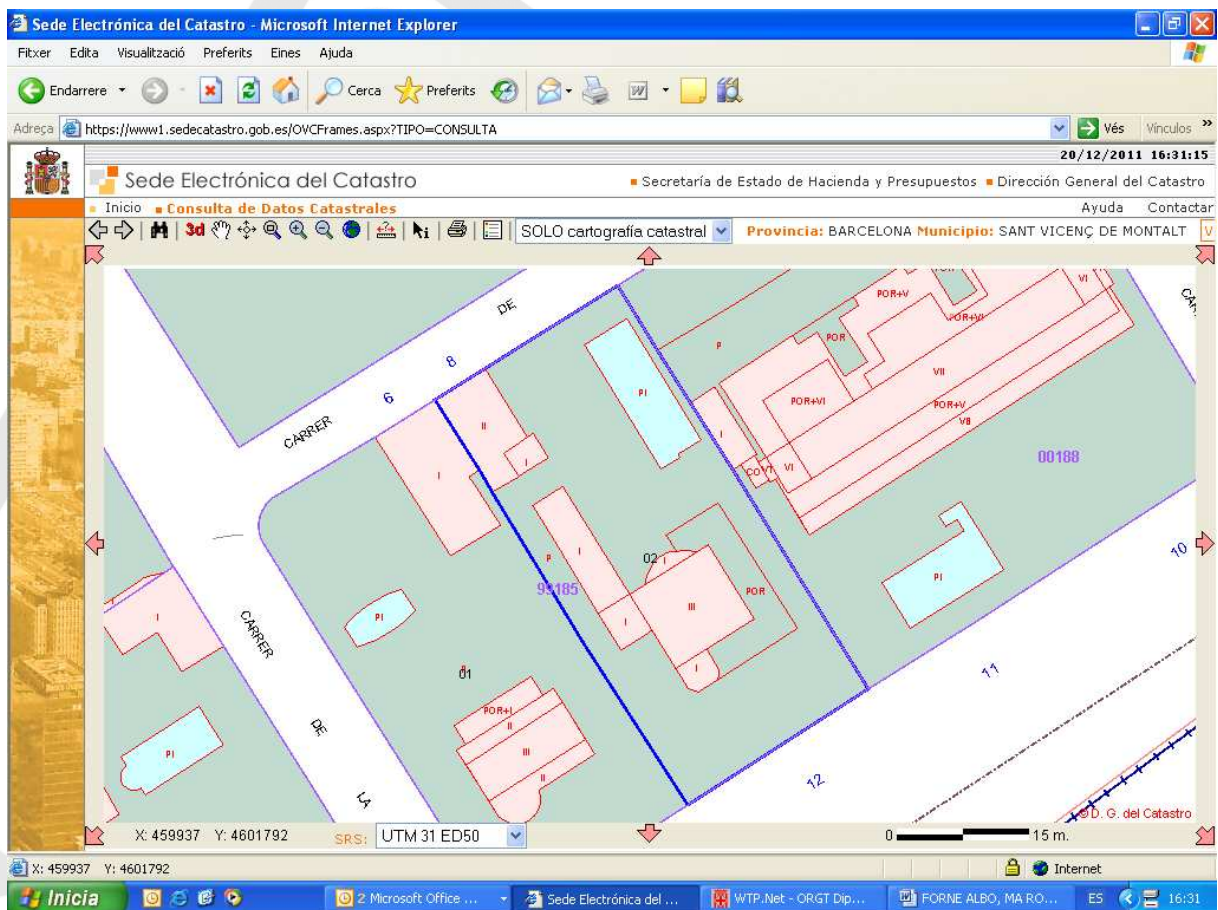 Sede Electrónica del Catastro - Microsoft Internet Explorer
Fitxer Edita Visualització Preferits Eines Ajuda
Endarrere Cerca Preferits
Adreça https://www1.sedecatastro.gob.es/OVCFrames.aspx?TIPO=CONSULTA Vés Vínculos »
20/12/2011 16:31:15
Sede Electrónica del Catastro Secretaría de Estado de Hacienda y Presupuestos Dirección General del Catastro
Inicio Consulta de Datos Catastrales Ayuda Contactar
3d SOLO cartografía catastral Provincia: BARCELONA Municipio: SANT VICENÇ DE MONTALT V
DE
8
6
CARRER
POR+V
VI
POR+VI
POR
P
VII
POR+VI
POR+V
VII
PI
II
I
I
I
CO VI VI
00188
10
P
I
02 I
99185
III
POR
I
I
PI
I
CARRER
PI
01
11
POR+I
II
III
II
DE
PI
12
LA
© D. G. del Catastro
X: 459937 Y: 4601792 SRS: UTM 31 ED50 0 15 m.
X: 459937 Y: 4601792 Internet
Inicia 2 Microsoft Office ... Sede Electrónica del ... WTP.Net - ORGT Dip... FORNE ALBO, MA RO... ES 16:31